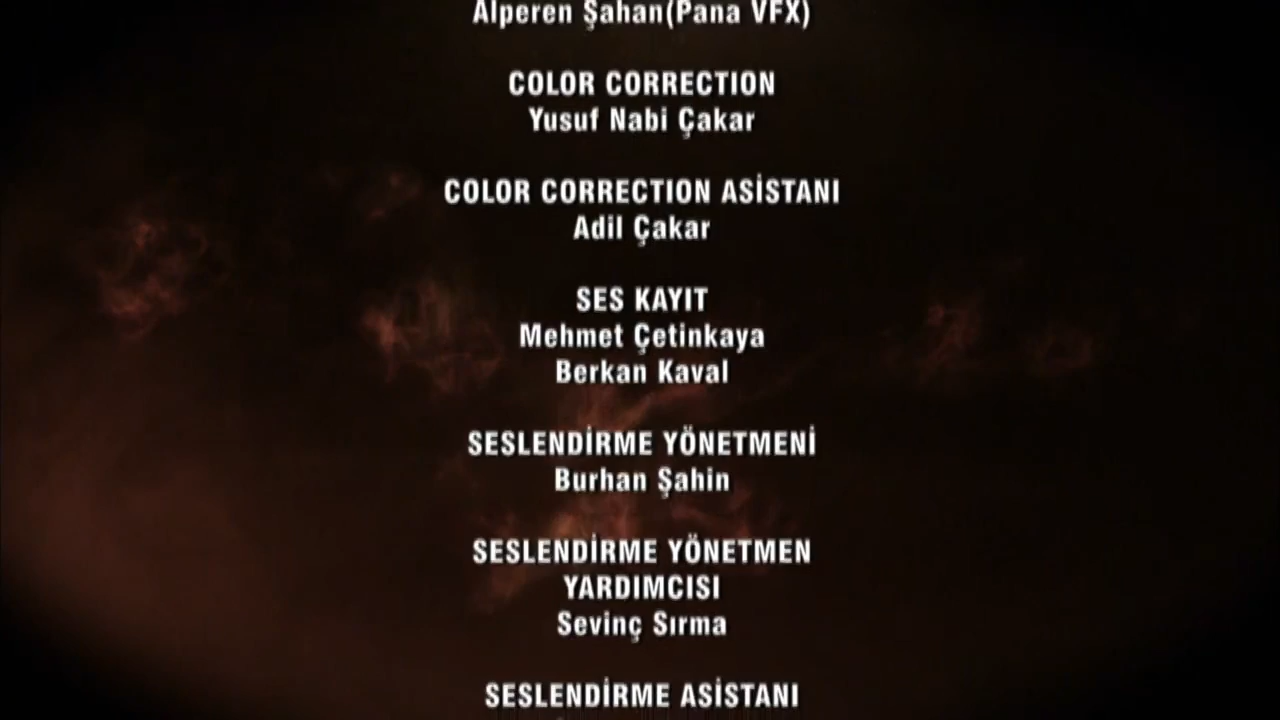 Alperen Şahan(Pana VFX)
COLOR CORRECTION
Yusuf Nabi Çakar
COLOR CORRECTION ASİSTANI
Adil Çakar
SES KAYIT
Mehmet Çetinkaya
Berkan Kaval
SESLENDİRME YÖNETMENİ
Burhan Şahin
SESLENDİRME YÖNETMEN
YARDIMCISI
Sevinç Sırma
SESLENDİRME ASİSTANI